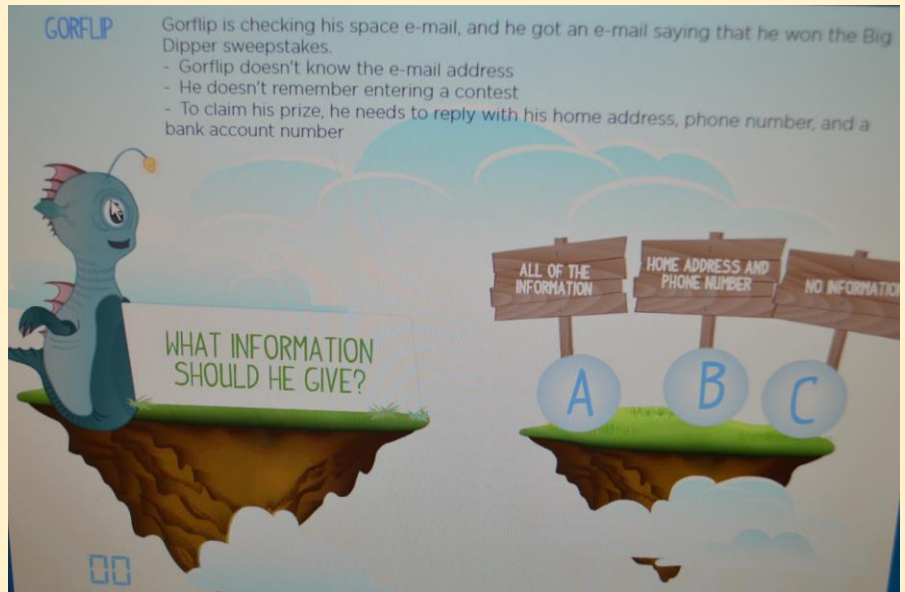 GORFLIP
Gorflip is checking his space e-mail, and he got an e-mail saying that he won the Big
Dipper sweepstakes.
- Gorflip doesn't know the e-mail address
- He doesn't remember entering a contest
- To claim his prize, he needs to reply with his home address, phone number, and a
bank account number
ALL OF THE
INFORMATION
HOME ADDRESS AND
PHONE NUMBER
NO INFORMATIO
WHAT INFORMATION
SHOULD HE GIVE?
A
B
C
00